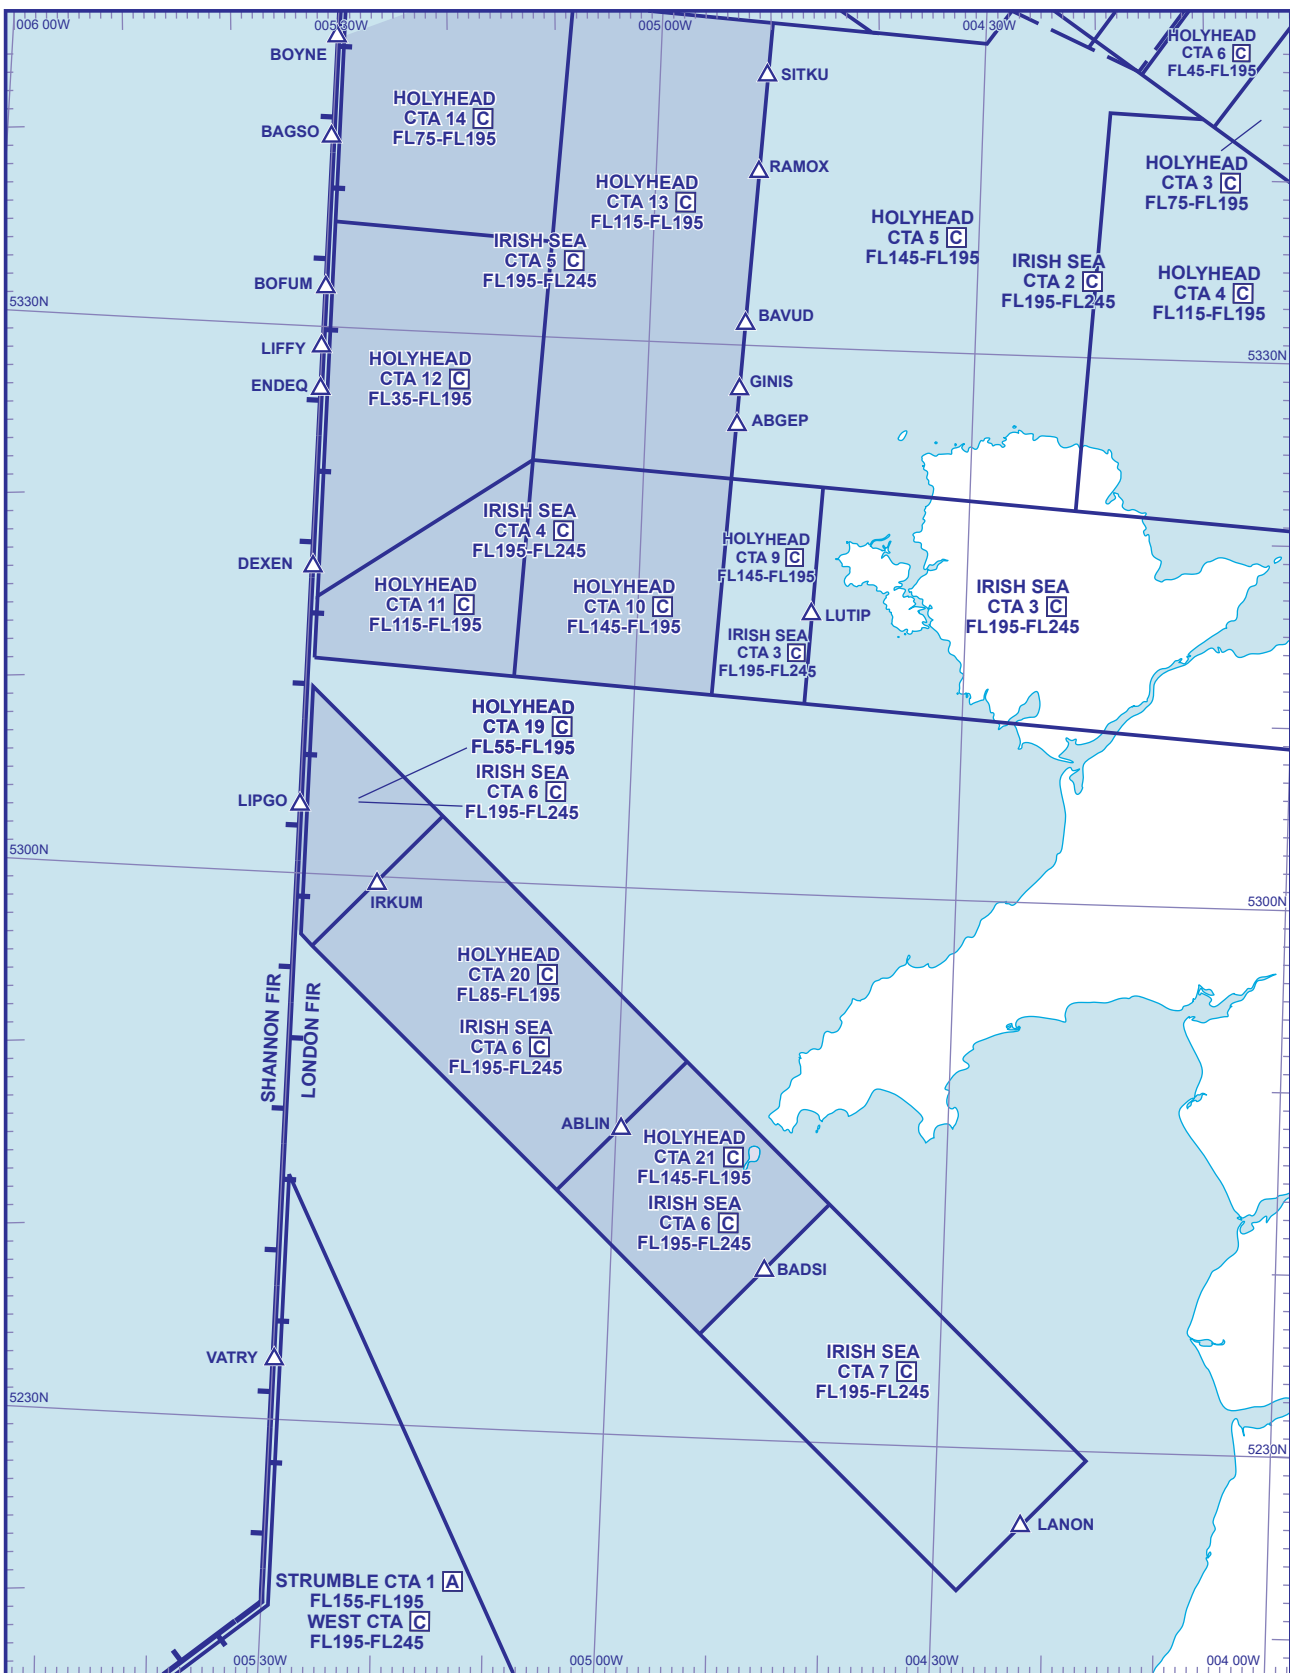 006 00W
005 30W
005 00W
004 30W
BOYNE
HOLYHEAD
CTA 6 C
FL45-FL195
SITKU
HOLYHEAD
CTA 14 C
FL75-FL195
BAGSO
RAMOX
HOLYHEAD
CTA 3 C
FL75-FL195
HOLYHEAD
CTA 13 C
FL115-FL195
HOLYHEAD
CTA 5 C
FL145-FL195
IRISH SEA
CTA 5 C
FL195-FL245
IRISH SEA
CTA 2 C
FL195-FL245
HOLYHEAD
CTA 4 C
FL115-FL195
BOFUM
5330N
BAVUD
LIFFY
5330N
HOLYHEAD
CTA 12 C
FL35-FL195
ENDEQ
GINIS
ABGEP
IRISH SEA
CTA 4 C
FL195-FL245
HOLYHEAD
CTA 9 C
FL145-FL195
DEXEN
HOLYHEAD
CTA 11 C
FL115-FL195
HOLYHEAD
CTA 10 C
FL145-FL195
IRISH SEA
CTA 3 C
FL195-FL245
LUTIP
IRISH SEA
CTA 3 C
FL195-FL245
HOLYHEAD
CTA 19 C
FL55-FL195
IRISH SEA
CTA 6 C
FL195-FL245
LIPGO
5300N
IRKUM
5300N
HOLYHEAD
CTA 20 C
FL85-FL195
SHANNON FIR
LONDON FIR
IRISH SEA
CTA 6 C
FL195-FL245
ABLIN
HOLYHEAD
CTA 21 C
FL145-FL195
IRISH SEA
CTA 6 C
FL195-FL245
BADSI
VATRY
IRISH SEA
CTA 7 C
FL195-FL245
5230N
5230N
LANON
STRUMBLE CTA 1 A
FL155-FL195
WEST CTA C
FL195-FL245
005 30W
005 00W
004 30W
004 00W